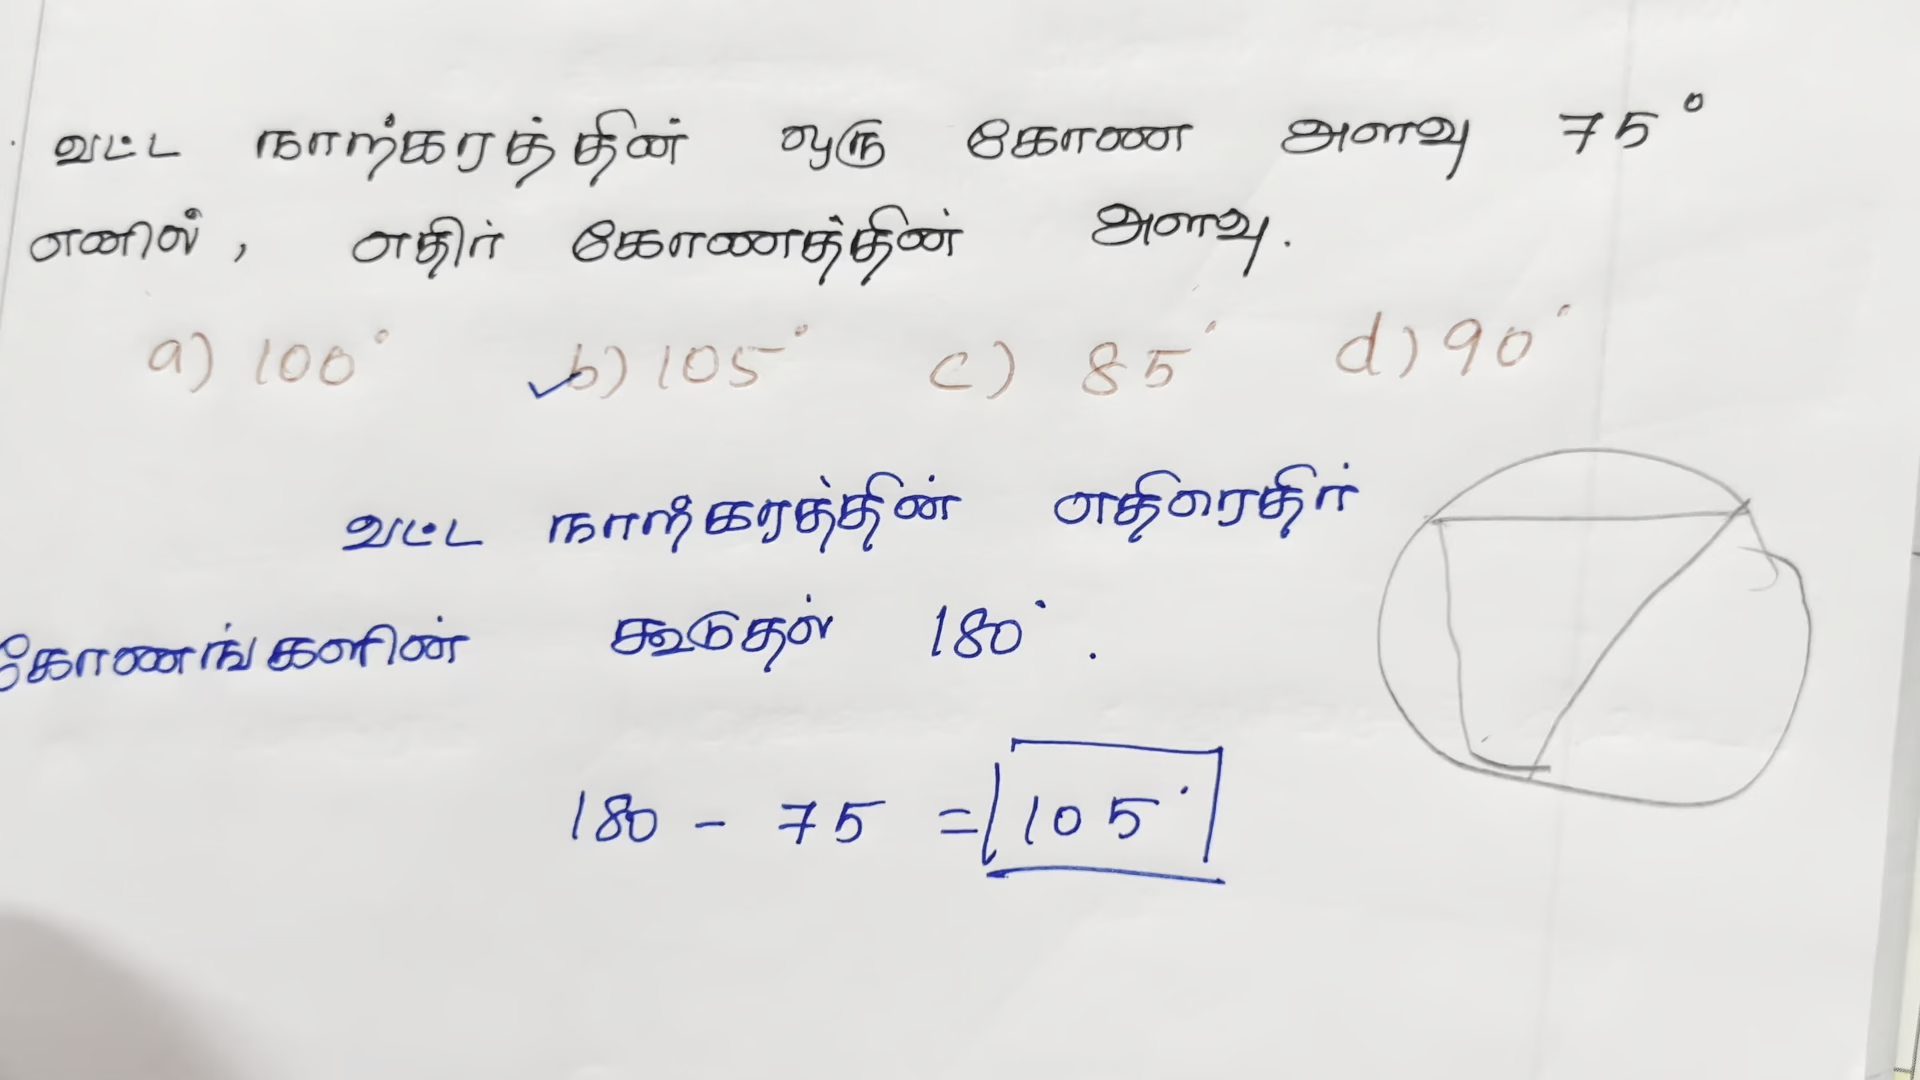 வட்ட நாற்கரத்தின் ஒரு கோண அளவு 75°
எனில், எதிர் கோணத்தின் அளவு.
a) 100° b) 105° c) 85° d) 90°
வட்ட நாற்கரத்தின் எதிரெதிர்
கோணங்களின் கூடுதல் 180°.
180 - 75 = 105°